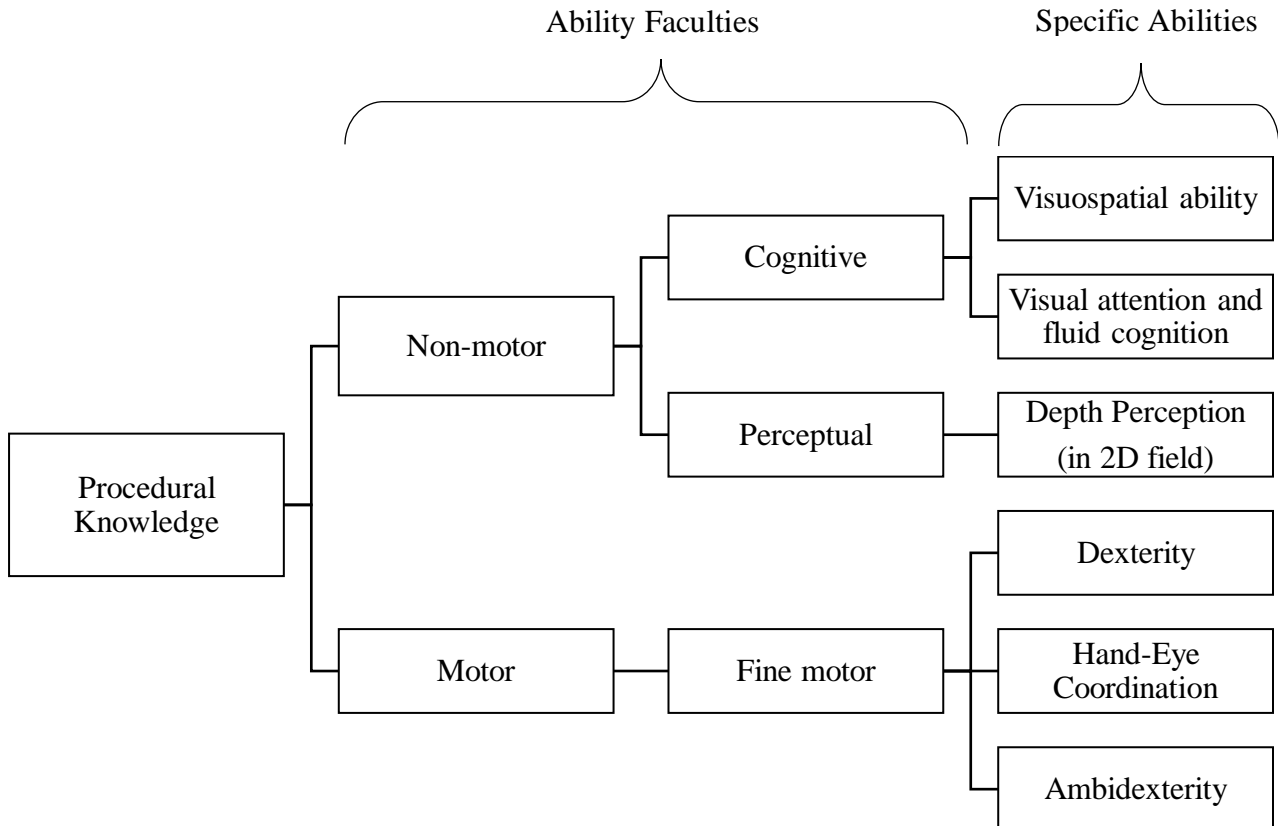 Ability Faculties
Specific Abilities
Visuospatial ability
Cognitive
Visual attention and
fluid cognition
Non-motor
Depth Perception
(in 2D field)
Perceptual
Procedural
Knowledge
Dexterity
Motor
Fine motor
Hand-Eye
Coordination
Ambidexterity